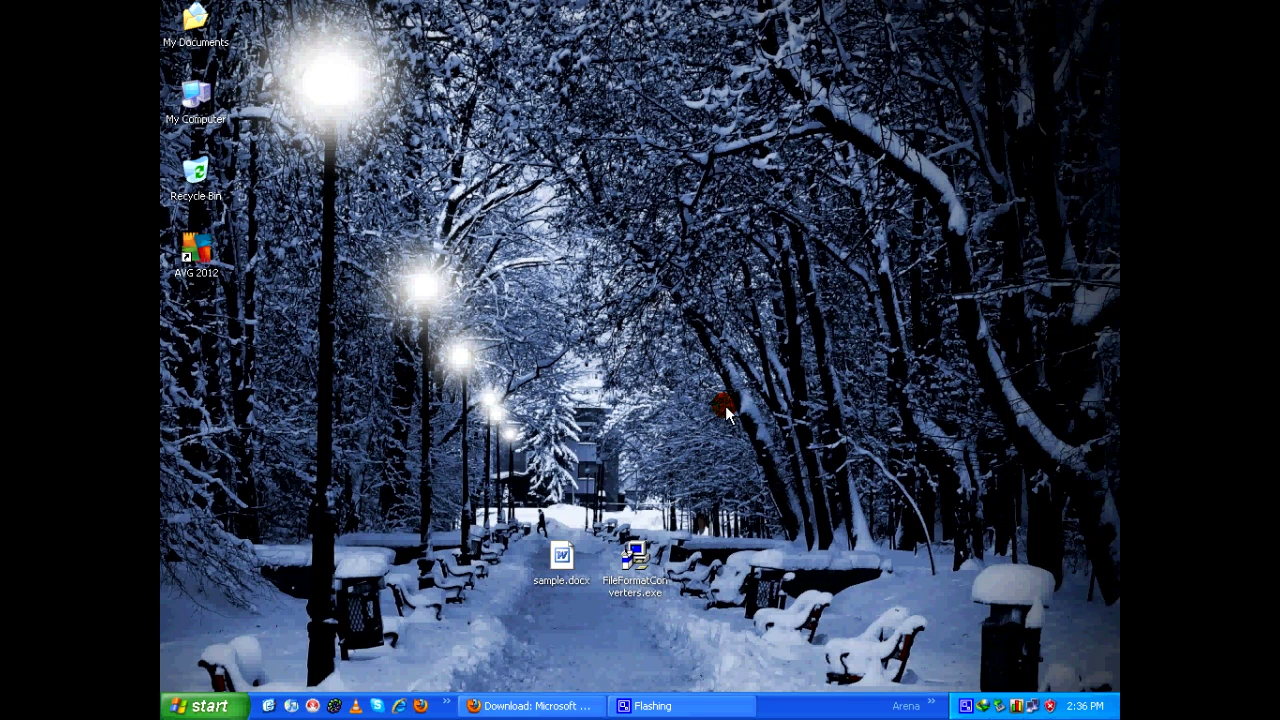 My Documents
My Computer
Recycle Bin
AVG 2012
sample.docx
FileFormatCon
verters.exe
start
Download: Microsoft ...
Flashing
Arena
2:36 PM